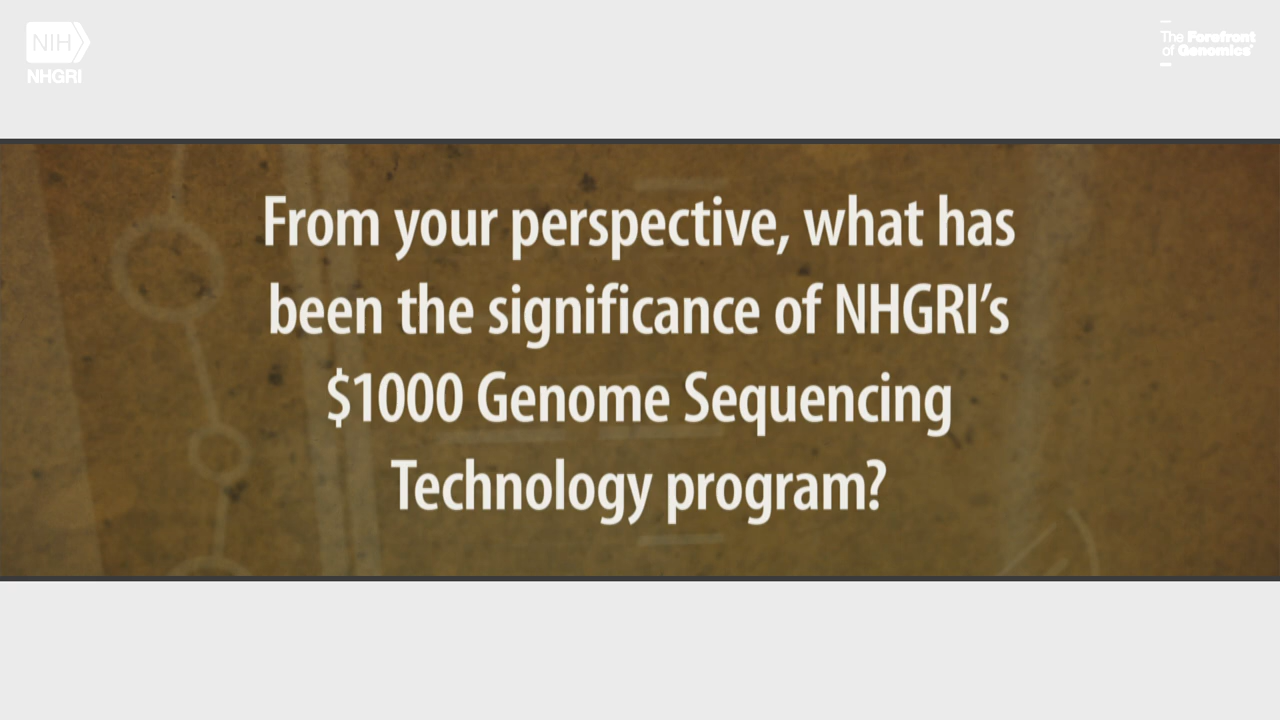 NIH
NHGRI
The Forefront
of Genomics®
From your perspective, what has
been the significance of NHGRI’s
$1000 Genome Sequencing
Technology program?